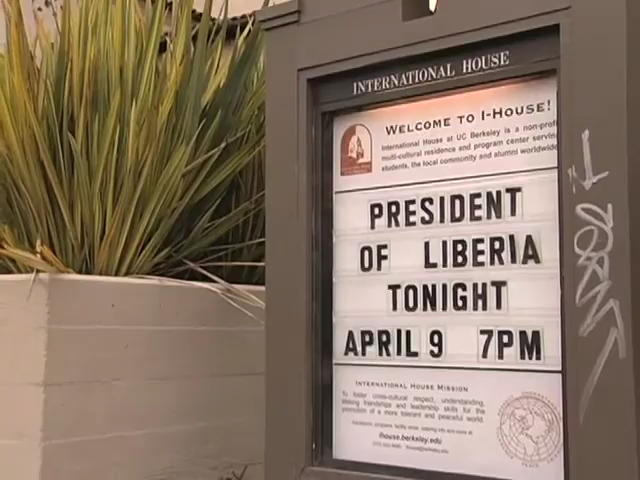 INTERNATIONAL HOUSE
WELCOME TO I-HOUSE!
International House at UC Berkeley is a non-profi
multi-cultural residence and program center servin
students, the local community and alumni worldwide
PRESIDENT
OF LIBERIA
TONIGHT
APRIL 9 7PM
INTERNATIONAL HOUSE MISSION
To foster cross-cultural respect, understanding,
lifelong friendships and leadership skills for the
promotion of a more tolerant and peaceful world.
ihouse.berkeley.edu